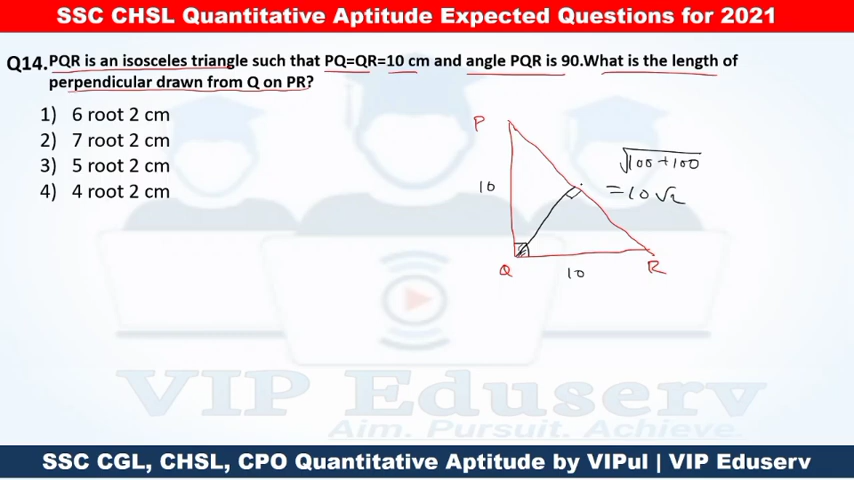 SSC CHSL Quantitative Aptitude Expected Questions for 2021
Q14. PQR is an isosceles triangle such that PQ=QR=10 cm and angle PQR is 90.What is the length of
perpendicular drawn from Q on PR?
1) 6 root 2 cm
2) 7 root 2 cm
3) 5 root 2 cm
4) 4 root 2 cm
P
√100+100
10
=10√2
Q
10
R
VIP Eduserv
Aim. Pursuit. Achieve
SSC CGL, CHSL, CPO Quantitative Aptitude by VIPul | VIP Eduserv